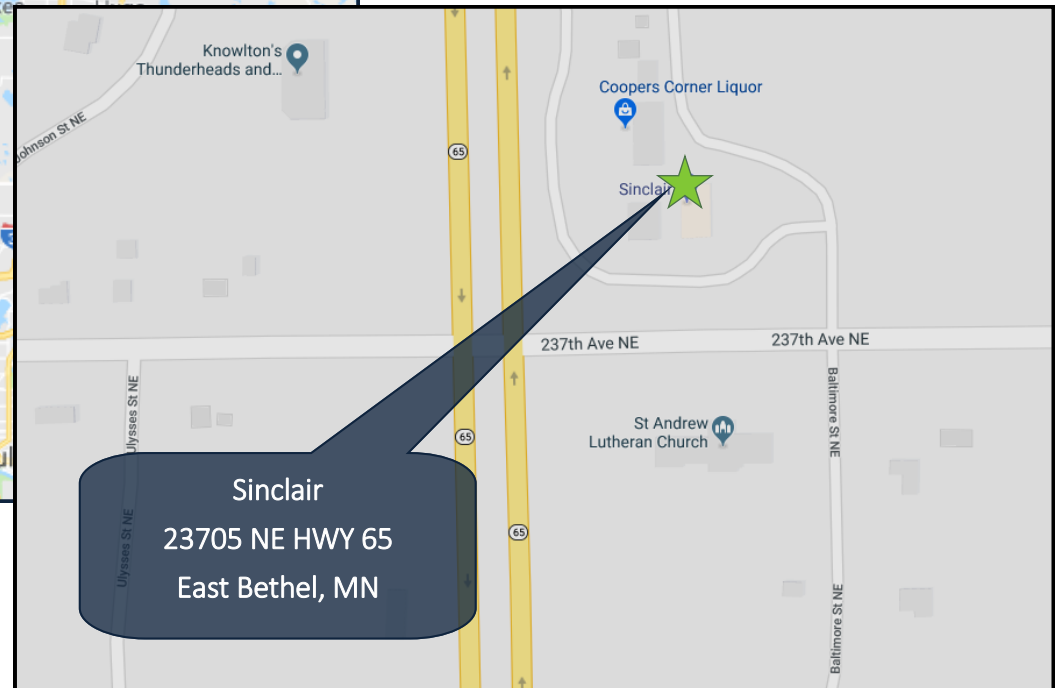 Knowlton's
Thunderheads and...
Coopers Corner Liquor
Johnson St NE
65
Sinclair
237th Ave NE
237th Ave NE
Ulysses St NE
Baltimore St NE
St Andrew
Lutheran Church
65
Sinclair
23705 NE HWY 65
East Bethel, MN
Ulysses St NE
65
Baltimore St NE